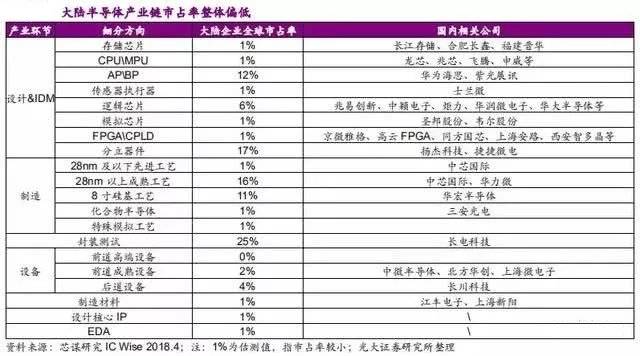 大陆半导体产业链市占率整体偏低
产业环节 细分方向 大陆企业全球市占率 国内相关公司
设计&IDM
存储芯片 1% 长江存储、合肥长鑫、福建晋华
CPU\MPU 1% 龙芯、兆芯、飞腾、申威等
AP\BP 12% 华为海思、紫光展讯
传感器执行器 1% 士兰微
逻辑芯片 6% 兆易创新、中颖电子、炬力、华润微电子、华大半导体等
模拟芯片 1% 圣邦股份、韦尔股份
FPGA\CPLD 1% 京微雅格、高云 FPGA、同方国芯、上海安路、西安智多晶等
分立器件 17% 扬杰科技、捷捷微电
制造
28nm 及以下先进工艺 1% 中芯国际
28nm 以上成熟工艺 16% 中芯国际、华力微
8 寸硅基工艺 11% 华宏半导体
化合物半导体 1% 三安光电
特殊模拟工艺 1%
封装测试 25% 长电科技
设备
前道高端设备 0%
前道成熟设备 2% 中微半导体、北方华创、上海微电子
后道设备 4% 长川科技
制造材料 1% 江丰电子、上海新阳
设计核心 IP 1% \
EDA 1% \
资料来源：芯谋研究 IC Wise 2018.4；注：1%为估测值，指市占率较小；光大证券研究所整理